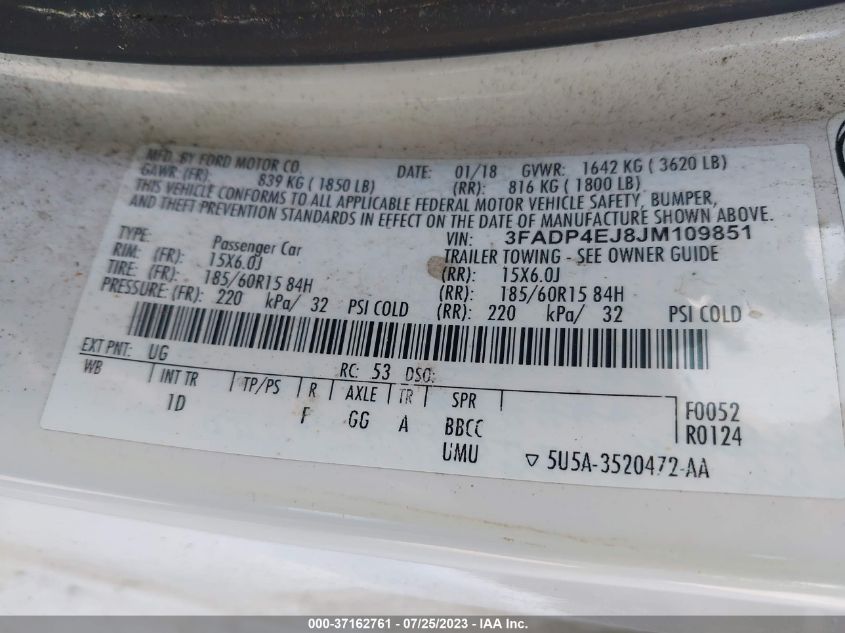 MFD. BY FORD MOTOR CO. DATE: 01/18 GVWR: 1642 KG ( 3620 LB)
GAWR: (FR): 839 KG ( 1850 LB) (RR): 816 KG ( 1800 LB)
THIS VEHICLE CONFORMS TO ALL APPLICABLE FEDERAL MOTOR VEHICLE SAFETY, BUMPER,
AND THEFT PREVENTION STANDARDS IN EFFECT ON THE DATE OF MANUFACTURE SHOWN ABOVE.
VIN: 3FADP4EJ8JM109851
TYPE: Passenger Car TRAILER TOWING - SEE OWNER GUIDE
RIM: (FR): 15X6.0J (RR): 15X6.0J
TIRE: (FR): 185/60R15 84H (RR): 185/60R15 84H
PRESSURE: (FR): 220 kPa/ 32 PSI COLD (RR): 220 kPa/ 32 PSI COLD
EXT PNT: UG RC: 53 DSO:
WB INT TR TP/PS R AXLE TR SPR F0052
1D F GG A BBCC R0124
UMU ▽ 5U5A-3520472-AA
000-37162761 - 07/25/2023 - IAA Inc.